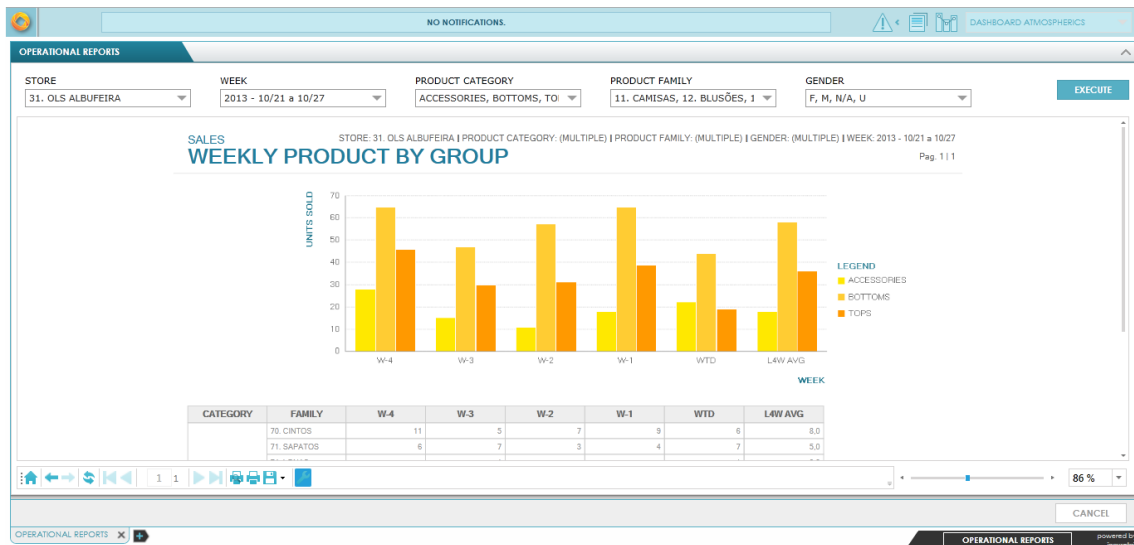 NO NOTIFICATIONS.
DASHBOARD ATMOSPHERICS
OPERATIONAL REPORTS
STORE WEEK PRODUCT CATEGORY PRODUCT FAMILY GENDER
31. OLS ALBUFEIRA 2013 - 10/21 a 10/27 ACCESSORIES, BOTTOMS, TO 11. CAMISAS, 12. BLUSÕES, 1 F, M, N/A, U
EXECUTE
SALES STORE: 31. OLS ALBUFEIRA | PRODUCT CATEGORY: (MULTIPLE) | PRODUCT FAMILY: (MULTIPLE) | GENDER: (MULTIPLE) | WEEK: 2013 - 10/21 a 10/27
WEEKLY PRODUCT BY GROUP Pag. 1 | 1
UNITS SOLD
70
60
50
40
30
20
10
0
W-4 W-3 W-2 W-1 WTD L4W AVG
WEEK
LEGEND
ACCESSORIES
BOTTOMS
TOPS
CATEGORY FAMILY W-4 W-3 W-2 W-1 WTD L4W AVG
70. CINTOS 11 5 7 9 6 8,0
71. SAPATOS 6 7 3 4 7 5,0
1 1
86 %
CANCEL
OPERATIONAL REPORTS X
OPERATIONAL REPORTS powered by